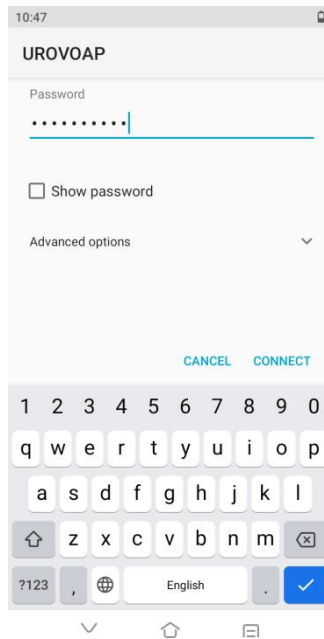 10:47
UROVOAP
Password
••••••••••
Show password
Advanced options
CANCEL CONNECT
1 2 3 4 5 6 7 8 9 0
q w e r t y u i o p
a s d f g h j k l
z x c v b n m
?123 , English .